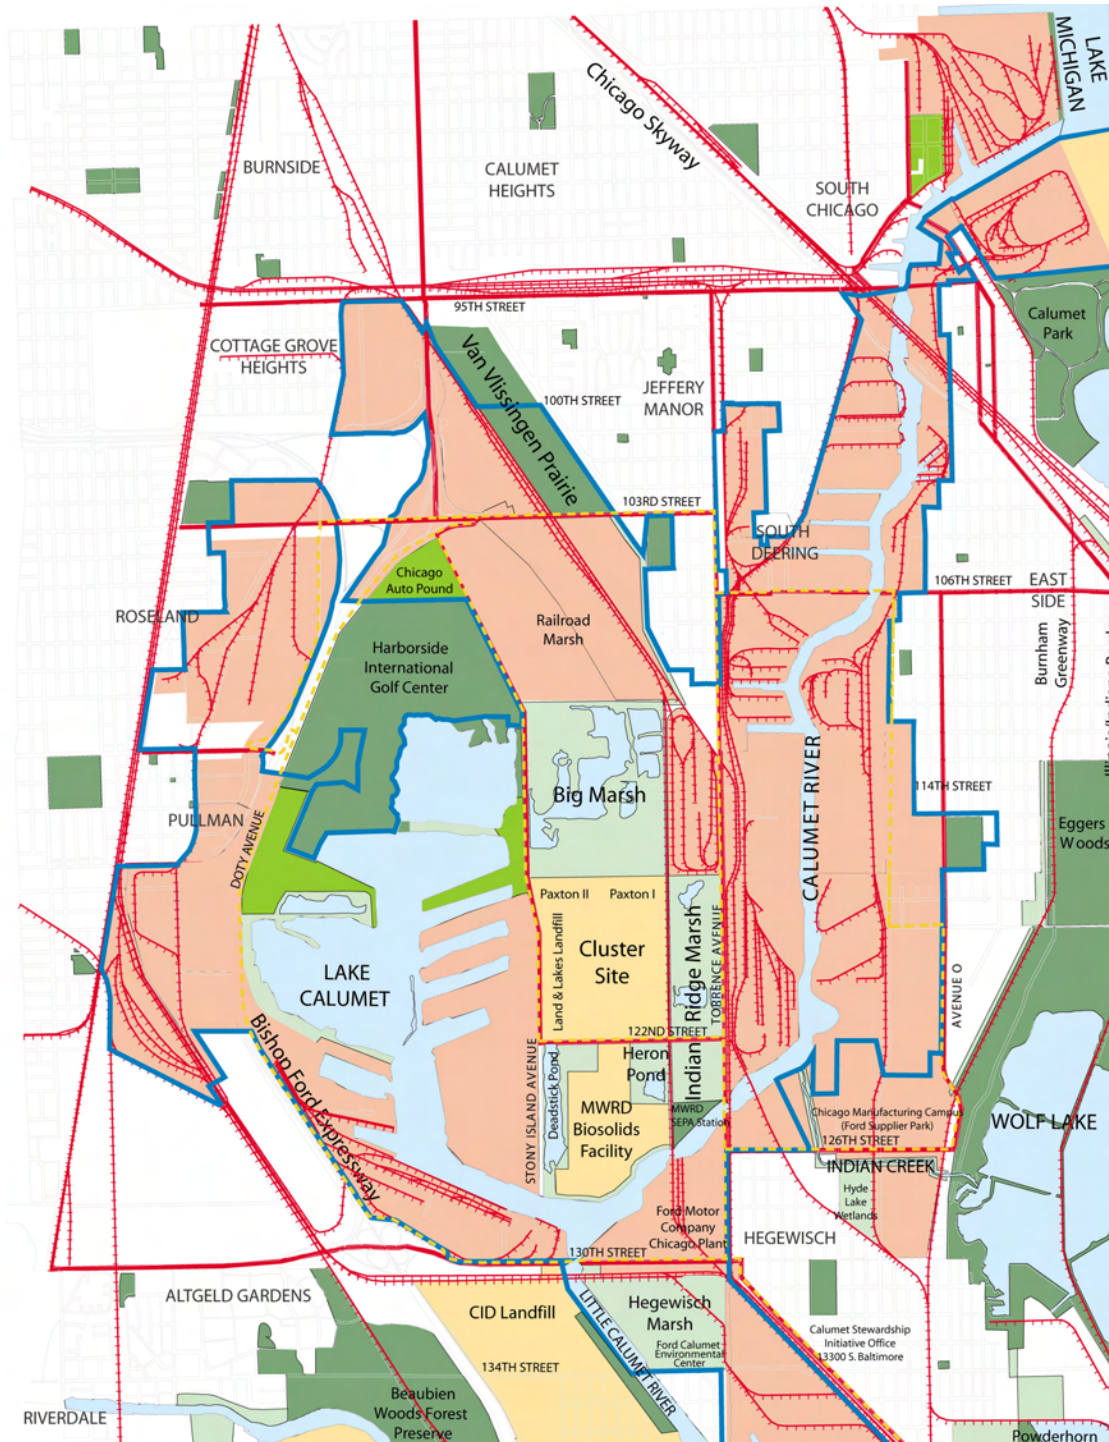 LAKE
MICHIGAN
Chicago Skyway
BURNSIDE
CALUMET
HEIGHTS
SOUTH
CHICAGO
95TH STREET
Calumet
Park
COTTAGE GROVE
HEIGHTS
Van Vlissingen Prairie
JEFFERY
MANOR
100TH STREET
103RD STREET
SOUTH
DEERING
Chicago
Auto Pound
106TH STREET
EAST
SIDE
ROSELAND
Railroad
Marsh
Harborside
International
Golf Center
Burnham
Greenway
CALUMET RIVER
114TH STREET
Big Marsh
PULLMAN
DOTY AVENUE
Eggers
Woods
Paxton II
Paxton I
Land & Lakes Landfill
Cluster
Site
Indian Ridge Marsh
TORRENCE AVENUE
LAKE
CALUMET
AVENUE O
122ND STREET
Bishop Ford Expressway
STONY ISLAND AVENUE
Deadstick Pond
Heron
Pond
MWRD
Biosolids
Facility
MWRD
SEPA Station
Chicago Manufacturing Campus
(Ford Supplier Park)
126TH STREET
WOLF LAKE
INDIAN CREEK
Hyde
Lake
Wetlands
Ford Motor
Company
Chicago Plant
HEGEWISCH
130TH STREET
ALTGELD GARDENS
CID Landfill
LITTLE CALUMET RIVER
Hegewisch
Marsh
Ford Calumet
Environmental
Center
Calumet Stewardship
Initiative Office
13300 S. Baltimore
134TH STREET
Beaubien
Woods Forest
Preserve
RIVERDALE
Powderhorn